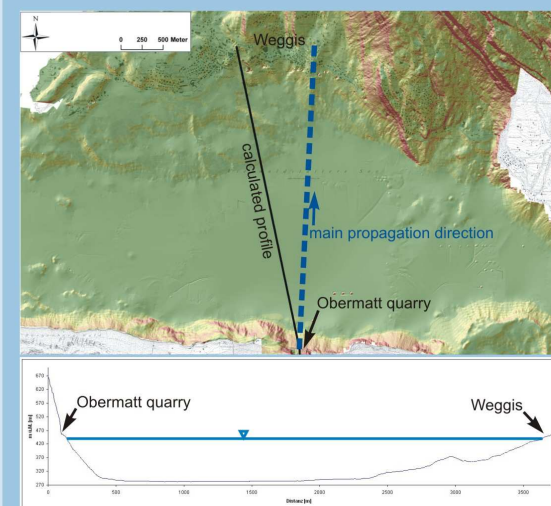 N
0 250 500 Meter
Weggis
calculated profile
main propagation direction
Obermatt quarry
670
620
570
520
470
420
370
320
270
Obermatt quarry
Weggis
0 500 1000 1500 2000 2500 3000 3500
Distanz [m]